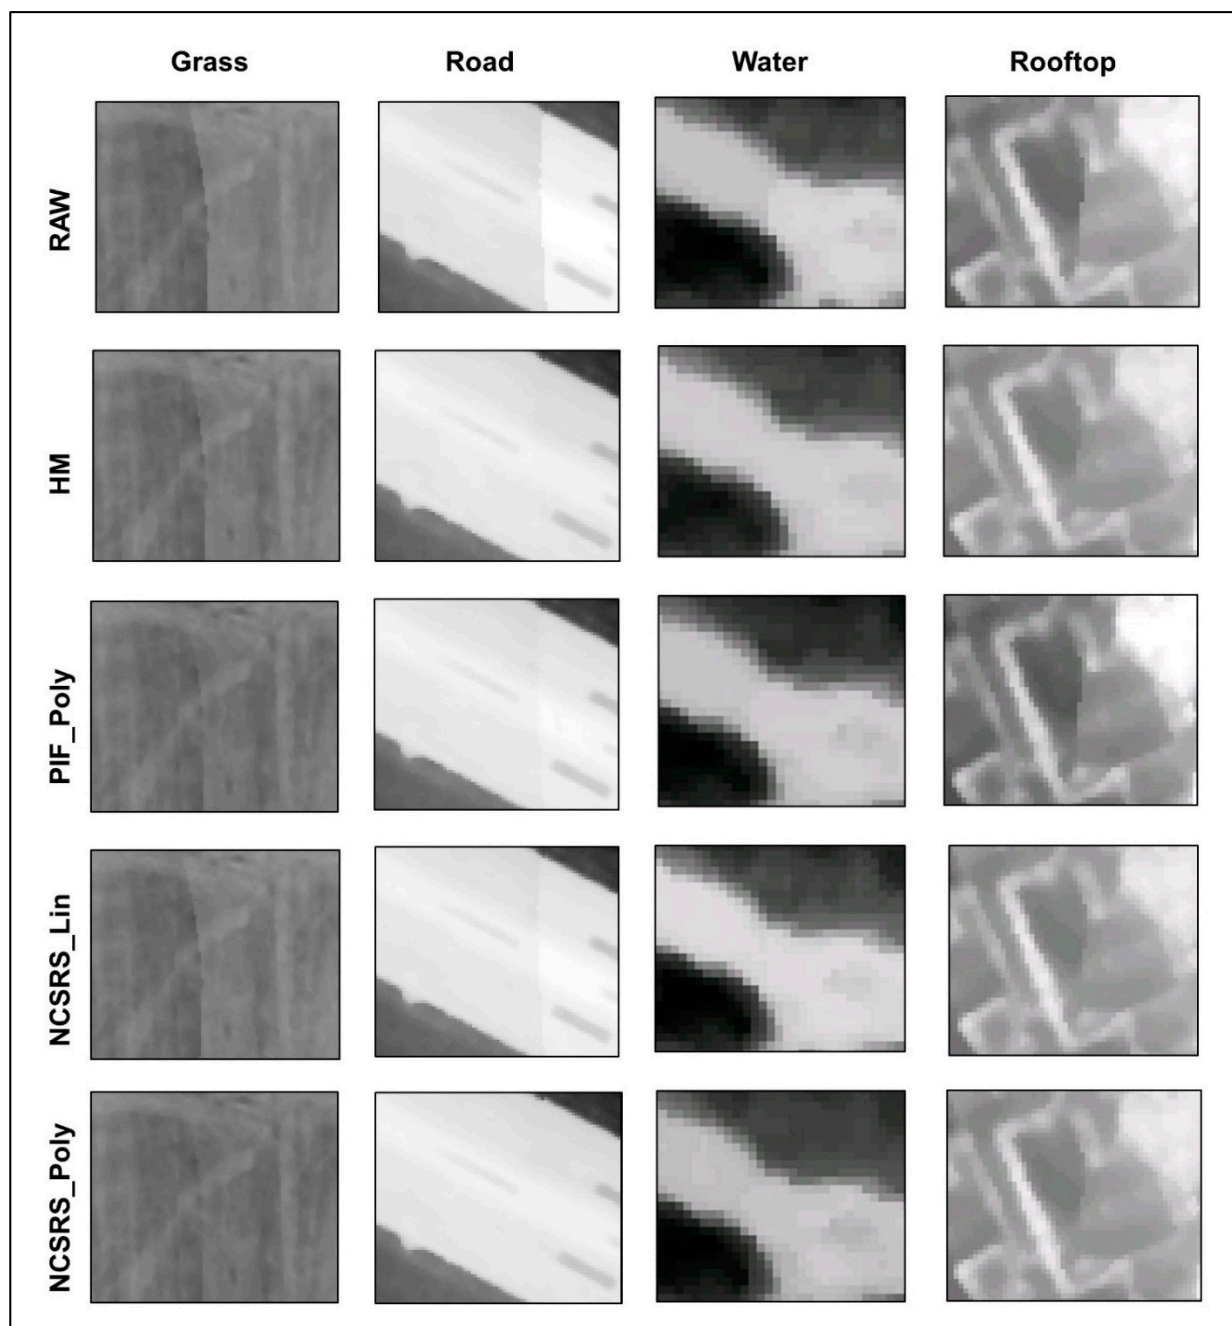 Grass Road Water Rooftop
RAW
HM
PIF_Poly
NCSRS_Lin
NCSRS_Poly